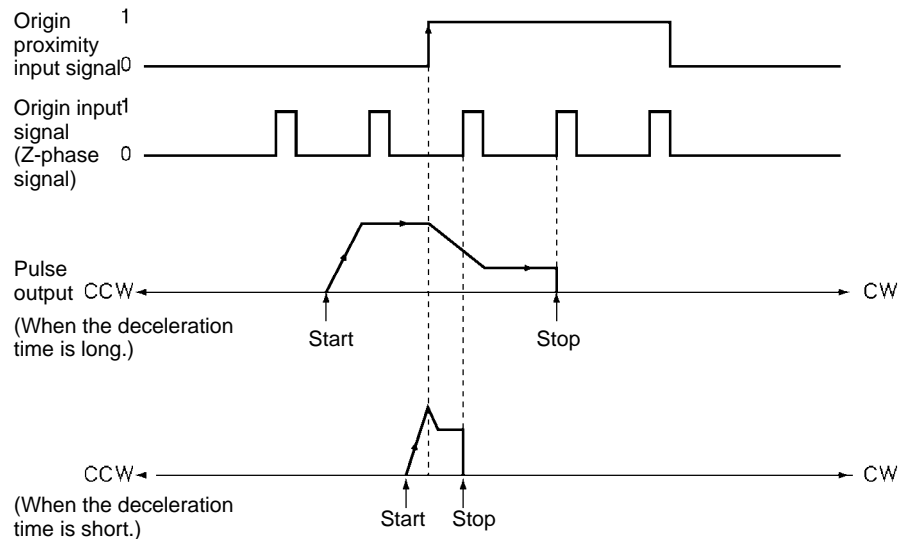 Origin
proximity
input signal
1
0
Origin input
signal
(Z-phase
signal)
1
0
Pulse
output
CCW
CW
(When the deceleration
time is long.)
Start
Stop
CCW
CW
(When the deceleration
time is short.)
Start
Stop